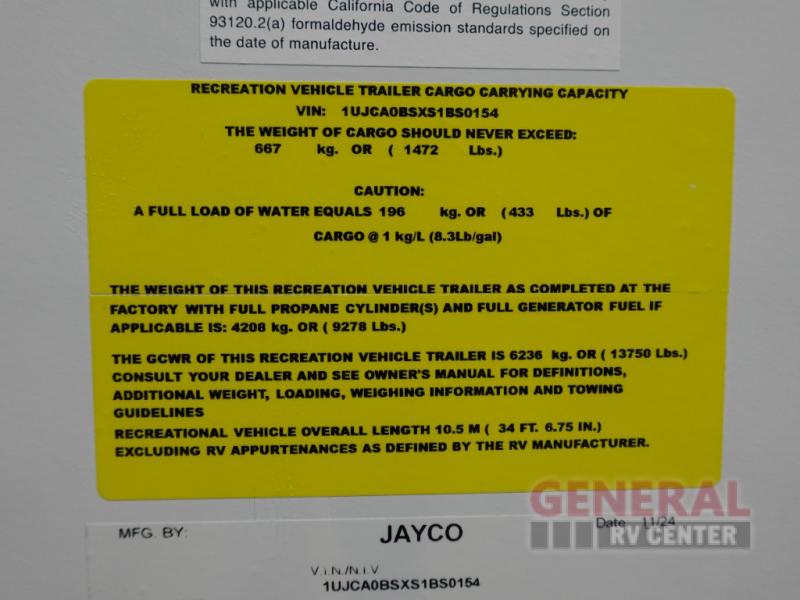 with applicable California Code of Regulations Section
93120.2(a) formaldehyde emission standards specified on
the date of manufacture.
RECREATION VEHICLE TRAILER CARGO CARRYING CAPACITY
VIN: 1UJCA0BSXS1BS0154
THE WEIGHT OF CARGO SHOULD NEVER EXCEED:
667 kg. OR ( 1472 Lbs.)
CAUTION:
A FULL LOAD OF WATER EQUALS 196 kg. OR (433 Lbs.) OF
CARGO @ 1 kg/L (8.3Lb/gal)
THE WEIGHT OF THIS RECREATION VEHICLE TRAILER AS COMPLETED AT THE
FACTORY WITH FULL PROPANE CYLINDER(S) AND FULL GENERATOR FUEL IF
APPLICABLE IS: 4208 kg. OR ( 9278 Lbs.)
THE GCWR OF THIS RECREATION VEHICLE TRAILER IS 6236 kg. OR ( 13750 Lbs.)
CONSULT YOUR DEALER AND SEE OWNER'S MANUAL FOR DEFINITIONS,
ADDITIONAL WEIGHT, LOADING, WEIGHING INFORMATION AND TOWING
GUIDELINES
RECREATIONAL VEHICLE OVERALL LENGTH 10.5 M ( 34 FT. 6.75 IN.)
EXCLUDING RV APPURTENANCES AS DEFINED BY THE RV MANUFACTURER.
GENERAL
RV CENTER
MFG. BY: JAYCO Date 11/24
V.I.N./N.I.V
1UJCA0BSXS1BS0154